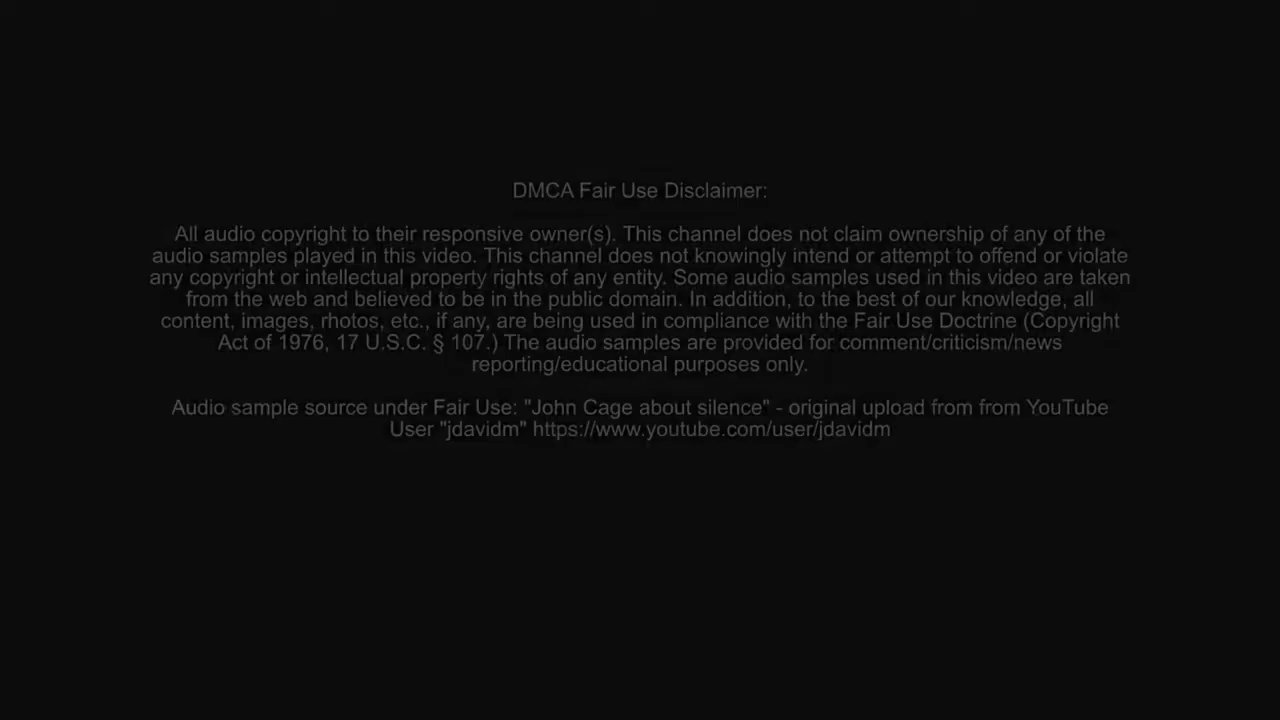 DMCA Fair Use Disclaimer:
All audio copyright to their responsive owner(s). This channel does not claim ownership of any of the
audio samples played in this video. This channel does not knowingly intend or attempt to offend or violate
any copyright or intellectual property rights of any entity. Some audio samples used in this video are taken
from the web and believed to be in the public domain. In addition, to the best of our knowledge, all
content, images, rhotos, etc., if any, are being used in compliance with the Fair Use Doctrine (Copyright
Act of 1976, 17 U.S.C. § 107.) The audio samples are provided for comment/criticism/news
reporting/educational purposes only.
Audio sample source under Fair Use: "John Cage about silence" - original upload from from YouTube
User "jdavidm" https://www.youtube.com/user/jdavidm